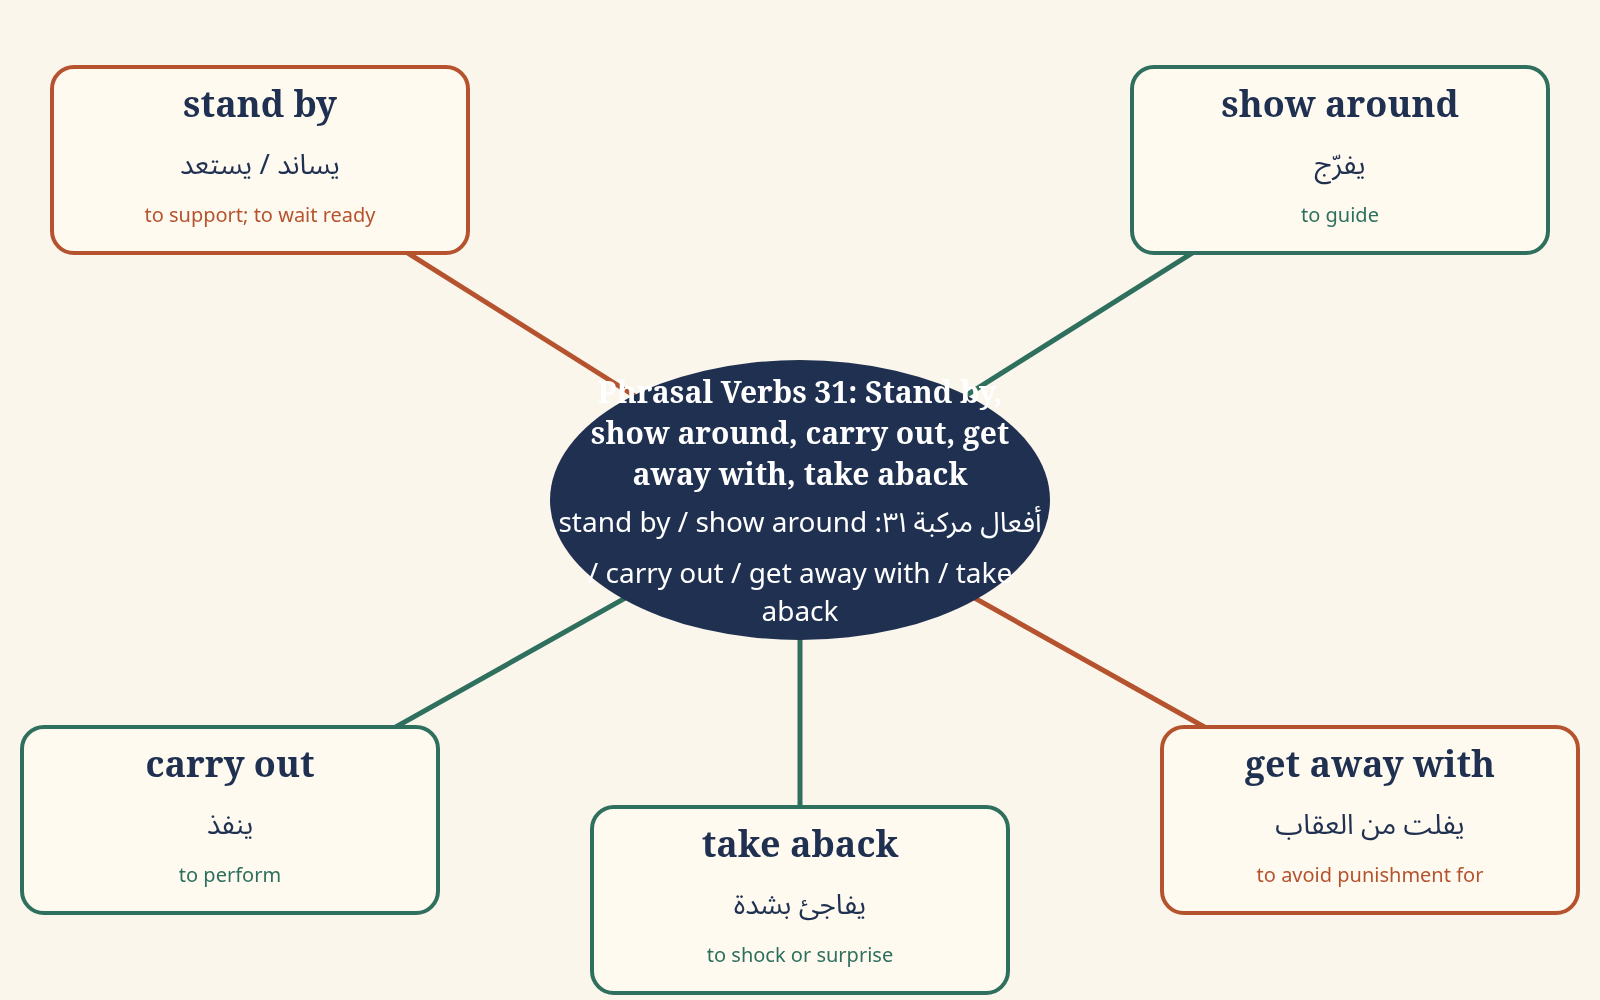 stand by
يساند / يستعد
to support; to wait ready
show around
يفرّج
to guide
Phrasal Verbs 31: Stand by,
show around, carry out, get
away with, take aback
أفعال مركبة ٣١: stand by / show around
/ carry out / get away with / take
aback
carry out
ينفذ
to perform
take aback
يفاجئ بشدة
to shock or surprise
get away with
يفلت من العقاب
to avoid punishment for